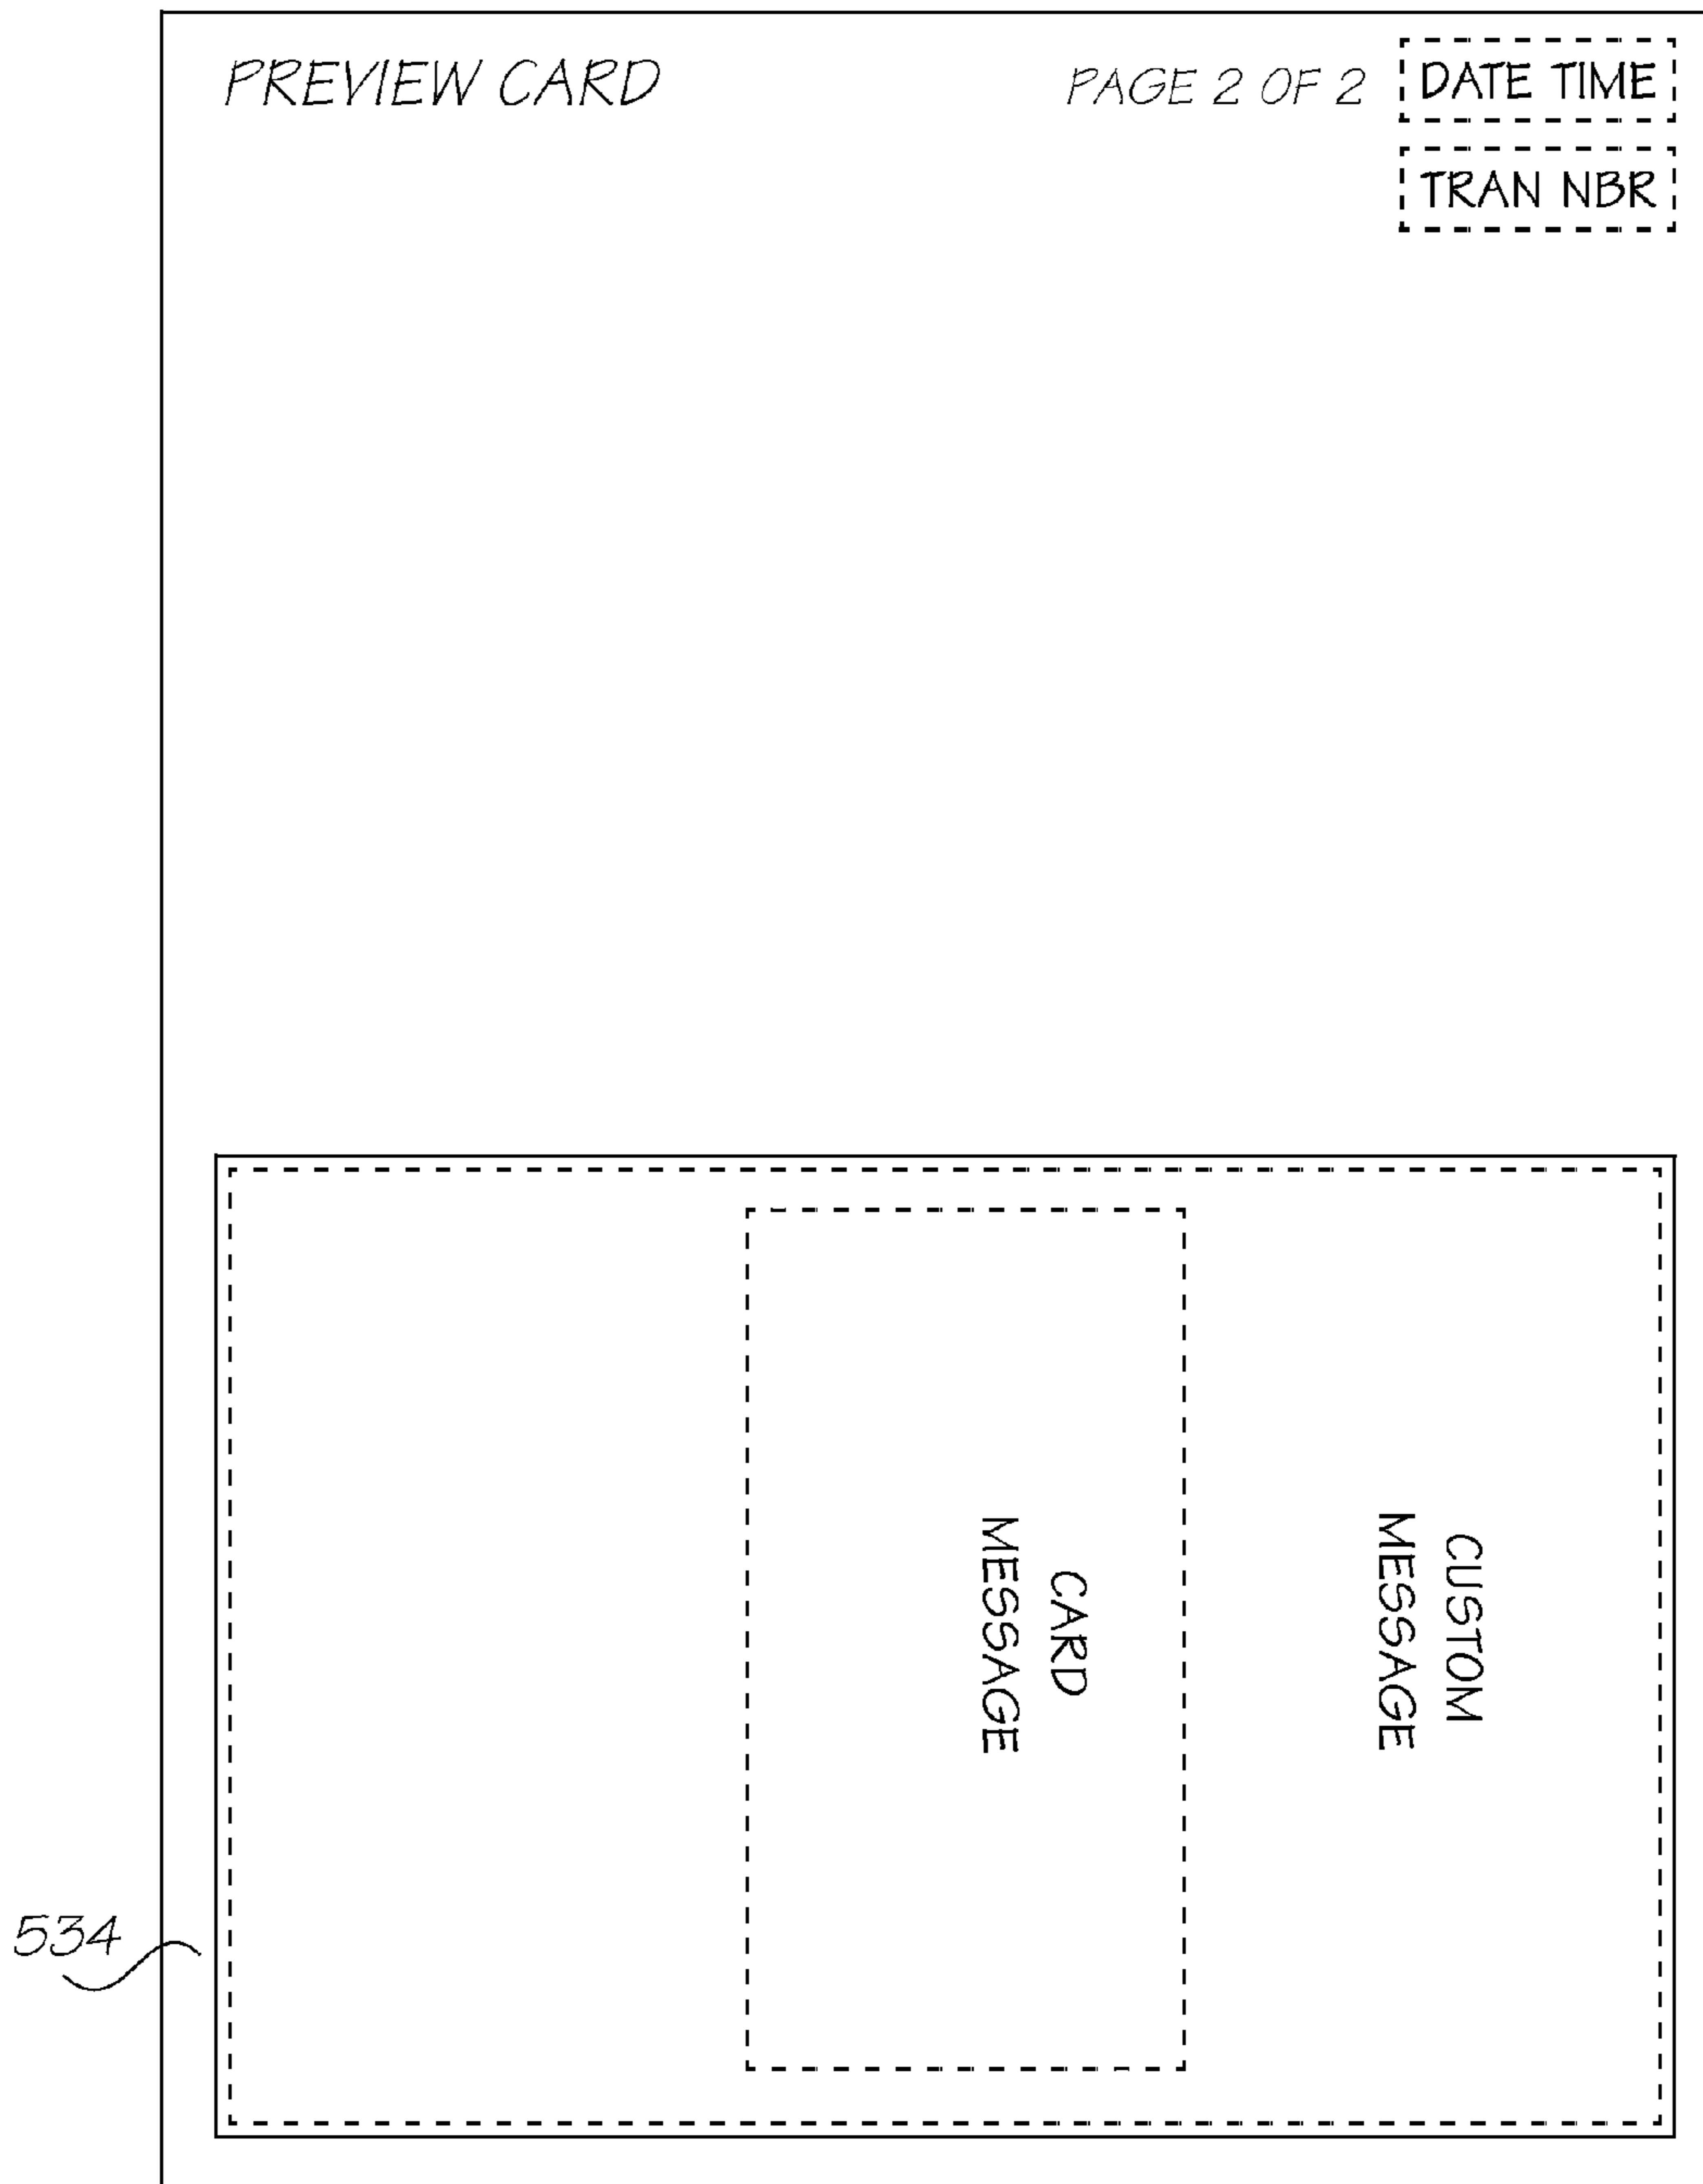 PREVIEW CARD
PAGE 2 OF 2
DATE TIME
TRAN NBR
CUSTOM
MESSAGE
CARD
MESSAGE
534